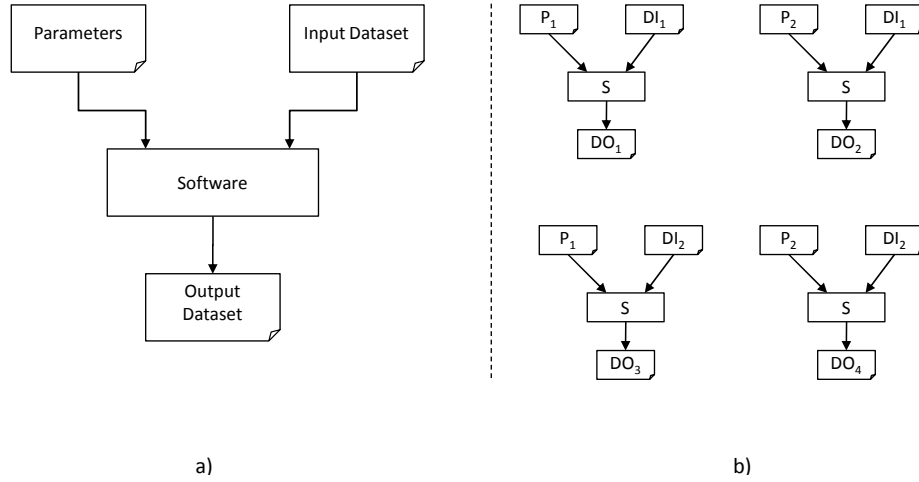 Parameters
Input Dataset
Software
Output
Dataset
a)
P₁
DI₁
S
DO₁
P₂
DI₁
S
DO₂
P₁
DI₂
S
DO₃
P₂
DI₂
S
DO₄
b)